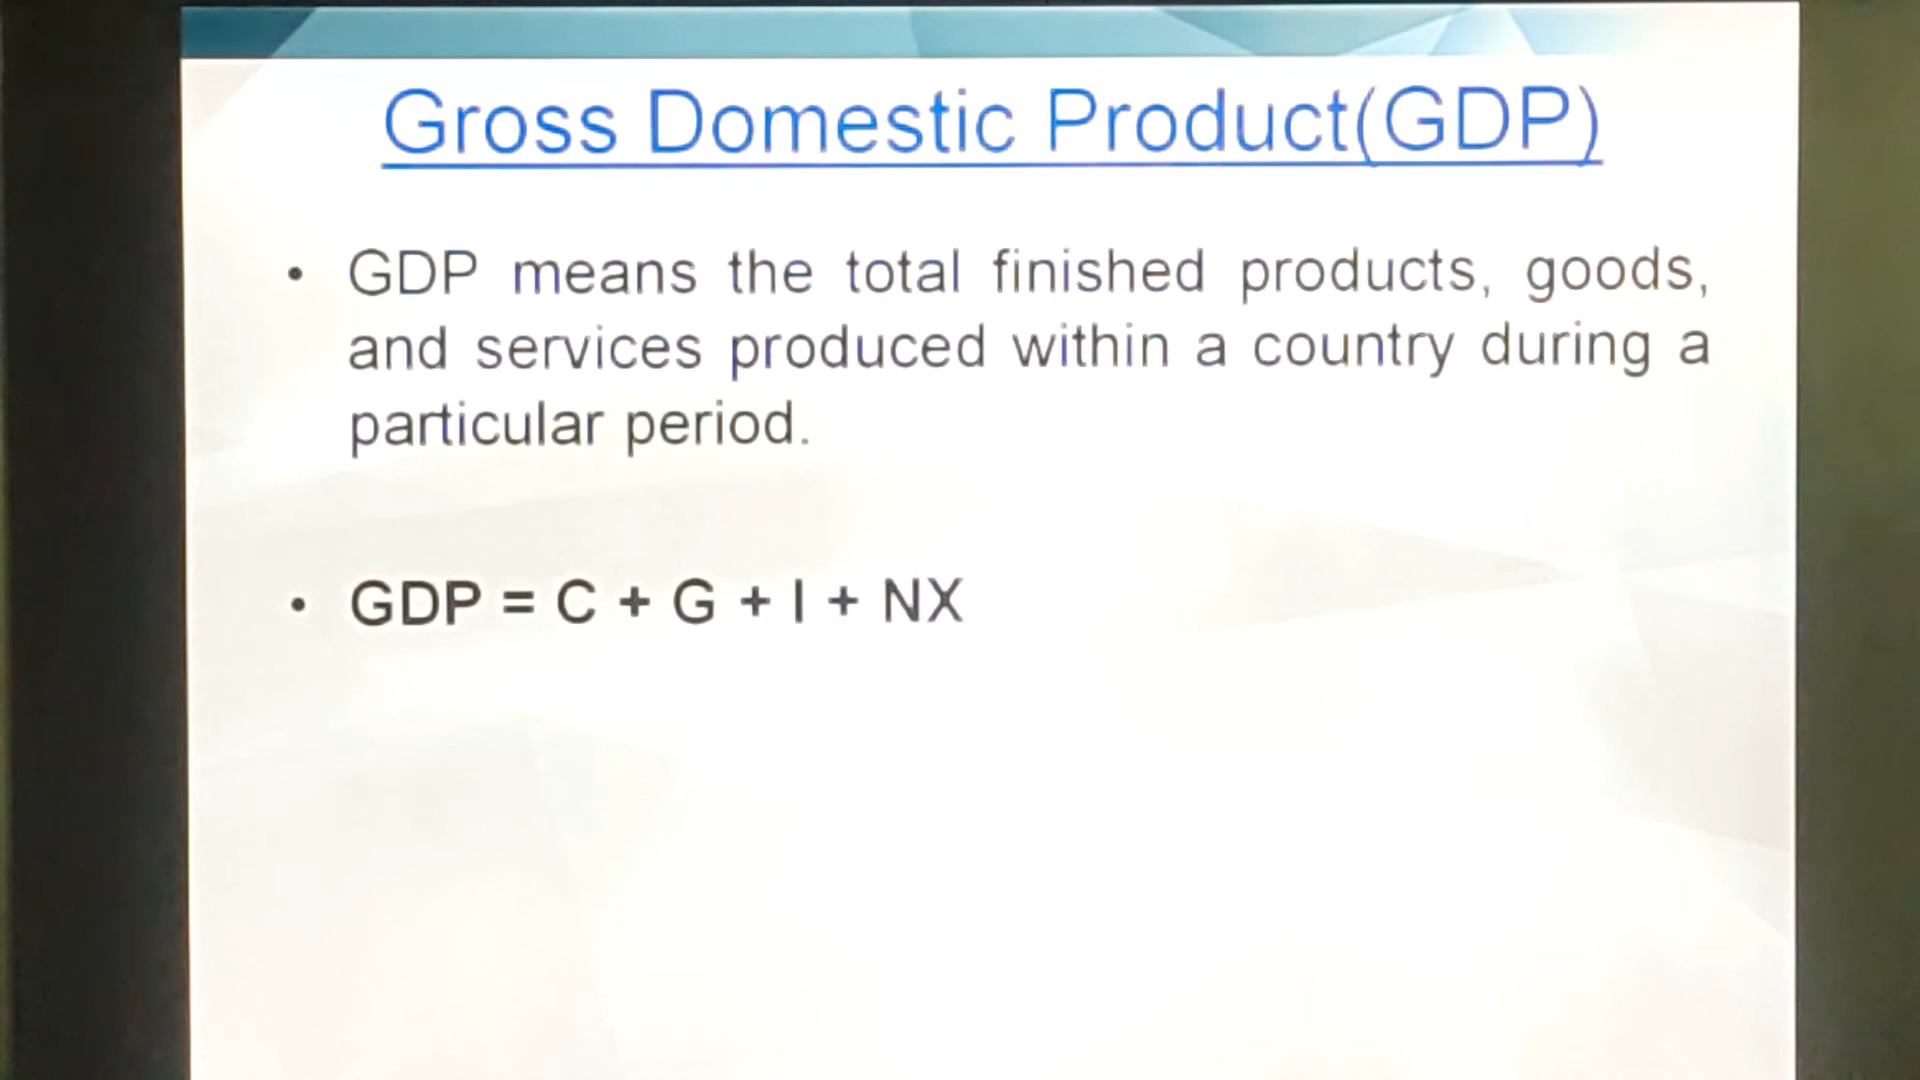 Gross Domestic Product(GDP)
• GDP means the total finished products, goods,
and services produced within a country during a
particular period.
• GDP = C + G + I + NX